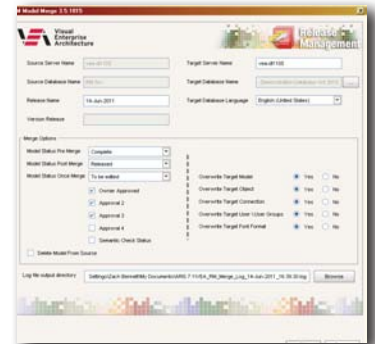 Model Merge 3.5.1015
Visual
Enterprise
Architecture
Release
Management
Source Server Name
Target Server Name
Source Database Name
Target Database Name
Release Name
14-Jun-2011
Target Database Language
English (United States)
Version Release
Merge Options
Model Status Pre Merge
Complete
Model Status Post Merge
Released
Model Status Once Merge
To be edited
Owner Approved
Approval 2
Approval 3
Approval 4
Semantic Check Status
Delete Model From Source
Overwrite Target Model
Yes
No
Overwrite Target Object
Yes
No
Overwrite Target Connection
Yes
No
Overwrite Target User \ User Groups
Yes
No
Overwrite Target Font Format
Yes
No
Log file output directory
Browse